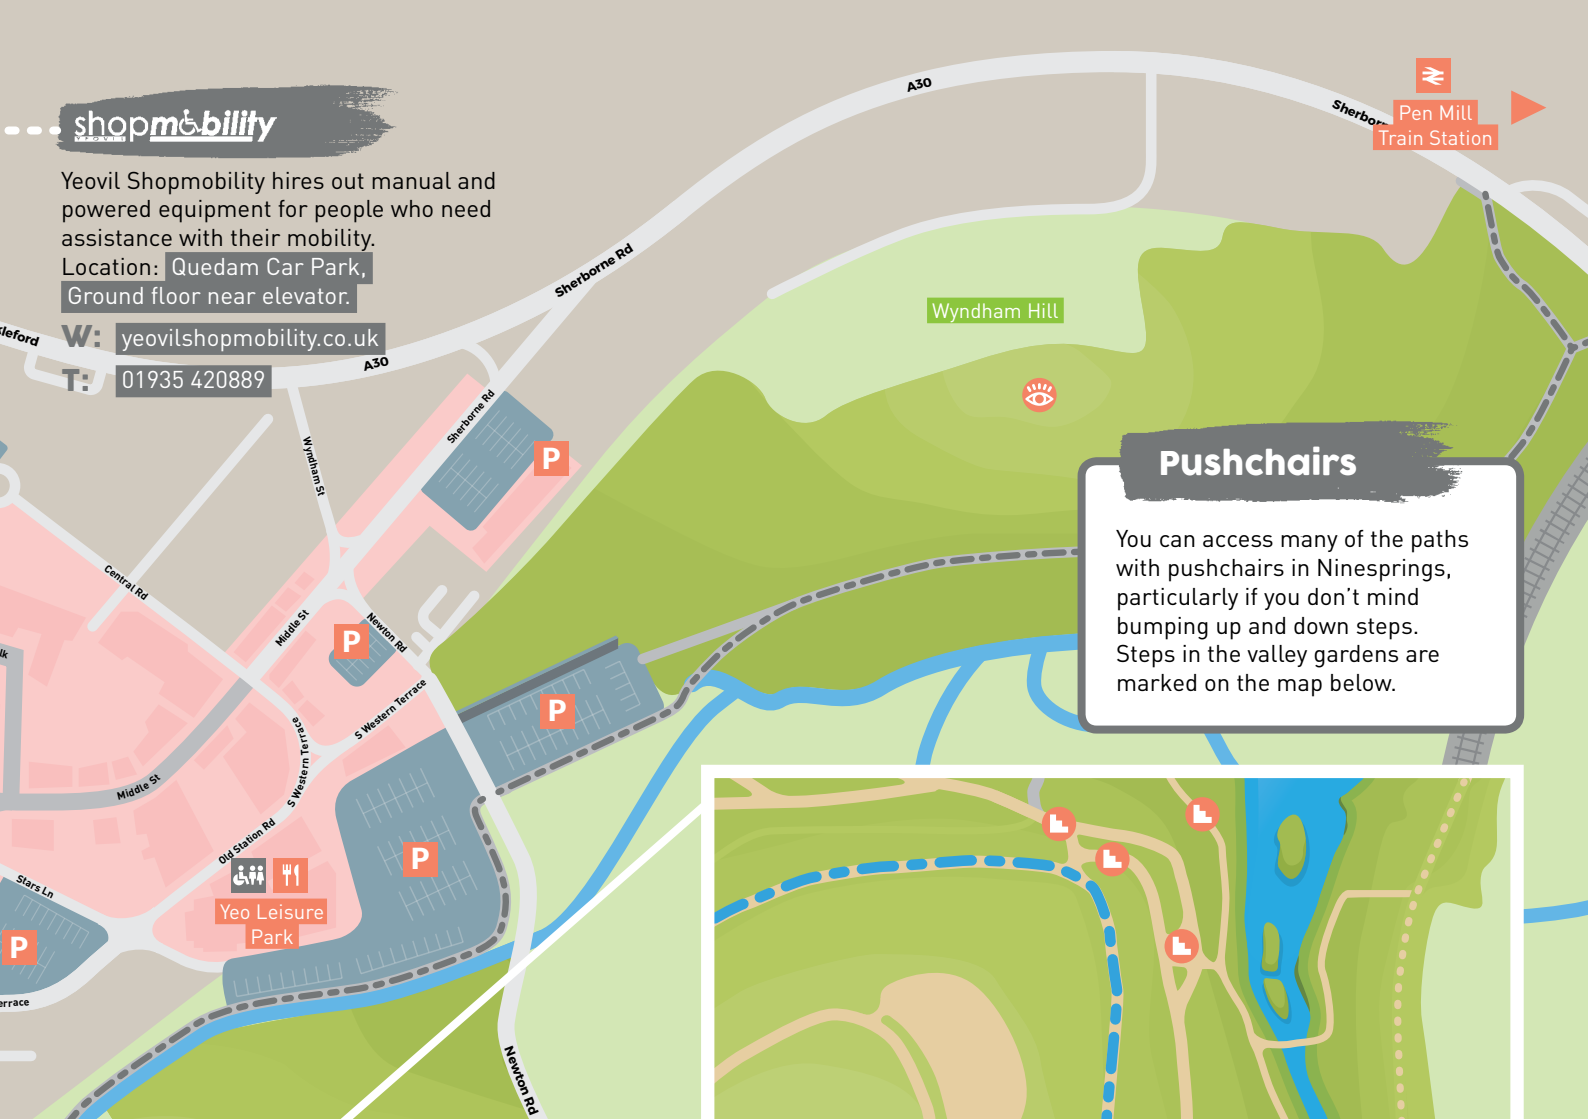 shopmobility
YEOVIL
Yeovil Shopmobility hires out manual and
powered equipment for people who need
assistance with their mobility.
Location: Quedam Car Park,
Ground floor near elevator.
W: yeovilshopmobility.co.uk
T: 01935 420889
A30
A30
Sherborne Rd
Sherborne Rd
Pen Mill
Train Station
Wyndham Hill
Wyndham St
Central Rd
Middle St
Newton Rd
S Western Terrace
S Western Terrace
Middle St
Old Station Rd
Stars Ln
Yeo Leisure
Park
P
P
P
P
P
Newton Rd
Pushchairs
You can access many of the paths
with pushchairs in Ninesprings,
particularly if you don’t mind
bumping up and down steps.
Steps in the valley gardens are
marked on the map below.